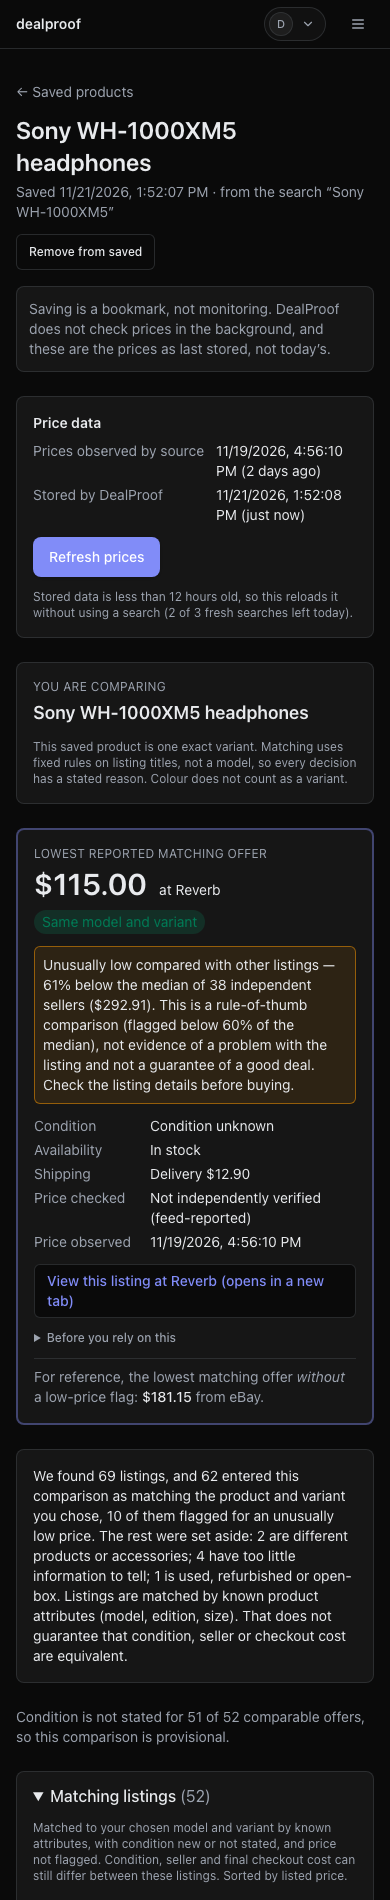 dealproof
D
← Saved products
Sony WH-1000XM5
headphones
Saved 11/21/2026, 1:52:07 PM · from the search “Sony
WH-1000XM5”
Remove from saved
Saving is a bookmark, not monitoring. DealProof
does not check prices in the background, and
these are the prices as last stored, not today’s.
Price data
Prices observed by source 11/19/2026, 4:56:10
PM (2 days ago)
Stored by DealProof 11/21/2026, 1:52:08
PM (just now)
Refresh prices
Stored data is less than 12 hours old, so this reloads it
without using a search (2 of 3 fresh searches left today).
YOU ARE COMPARING
Sony WH-1000XM5 headphones
This saved product is one exact variant. Matching uses
fixed rules on listing titles, not a model, so every decision
has a stated reason. Colour does not count as a variant.
LOWEST REPORTED MATCHING OFFER
$115.00 at Reverb
Same model and variant
Unusually low compared with other listings —
61% below the median of 38 independent
sellers ($292.91). This is a rule-of-thumb
comparison (flagged below 60% of the
median), not evidence of a problem with the
listing and not a guarantee of a good deal.
Check the listing details before buying.
Condition Condition unknown
Availability In stock
Shipping Delivery $12.90
Price checked Not independently verified
(feed-reported)
Price observed 11/19/2026, 4:56:10 PM
View this listing at Reverb (opens in a new
tab)
▶ Before you rely on this
For reference, the lowest matching offer without
a low-price flag: $181.15 from eBay.
We found 69 listings, and 62 entered this
comparison as matching the product and variant
you chose, 10 of them flagged for an unusually
low price. The rest were set aside: 2 are different
products or accessories; 4 have too little
information to tell; 1 is used, refurbished or open-
box. Listings are matched by known product
attributes (model, edition, size). That does not
guarantee that condition, seller or checkout cost
are equivalent.
Condition is not stated for 51 of 52 comparable offers,
so this comparison is provisional.
▼ Matching listings (52)
Matched to your chosen model and variant by known
attributes, with condition new or not stated, and price
not flagged. Condition, seller and final checkout cost can
still differ between these listings. Sorted by listed price.